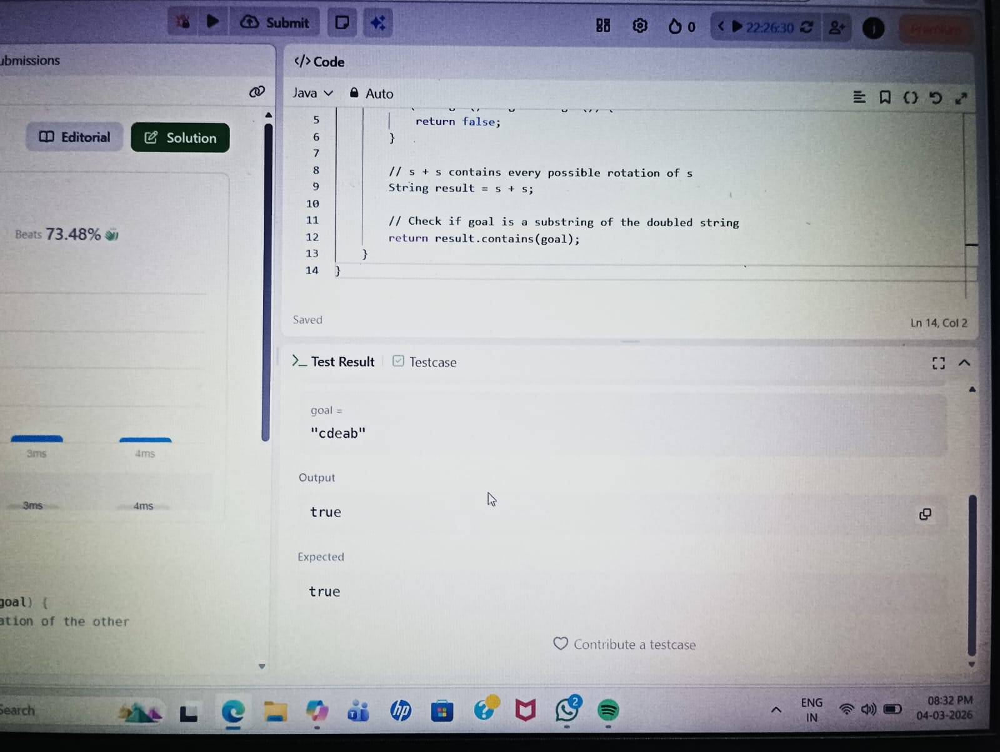 Submit
0
22:26:30
Premium
ubmissions
</> Code
Java
Auto
Editorial
Solution
5 return false;
6 }
7
8 // s + s contains every possible rotation of s
9 String result = s + s;
10
11 // Check if goal is a substring of the doubled string
12 return result.contains(goal);
13 }
14 }
Beats 73.48%
Saved
Ln 14, Col 2
3ms
4ms
3ms
4ms
goal) {
ation of the other
>_ Test Result
Testcase
goal =
"cdeab"
Output
true
Expected
true
Contribute a testcase
Search
hp
2
ENG
IN
08:32 PM
04-03-2026